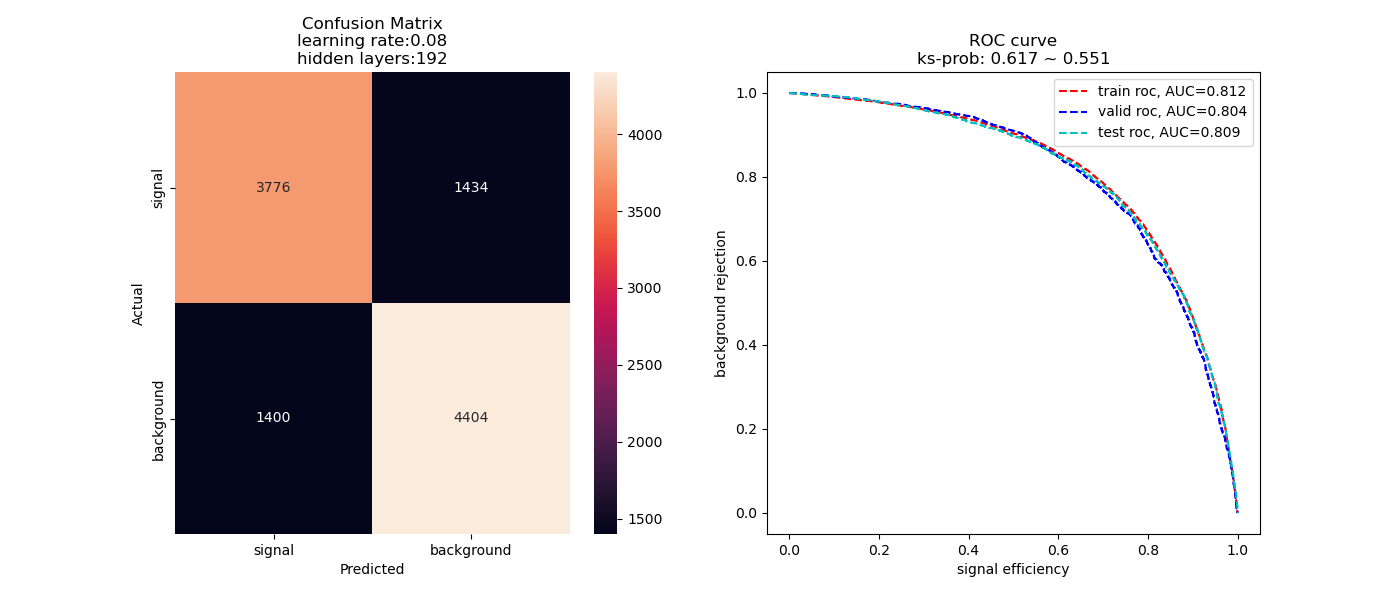 Confusion Matrix
learning rate:0.08
hidden layers:192
signal
background
Actual
3776
1434
1400
4404
signal
background
Predicted
4000
3500
3000
2500
2000
1500
ROC curve
ks-prob: 0.617 ~ 0.551
train roc, AUC=0.812
valid roc, AUC=0.804
test roc, AUC=0.809
background rejection
1.0
0.8
0.6
0.4
0.2
0.0
0.0
0.2
0.4
0.6
0.8
1.0
signal efficiency